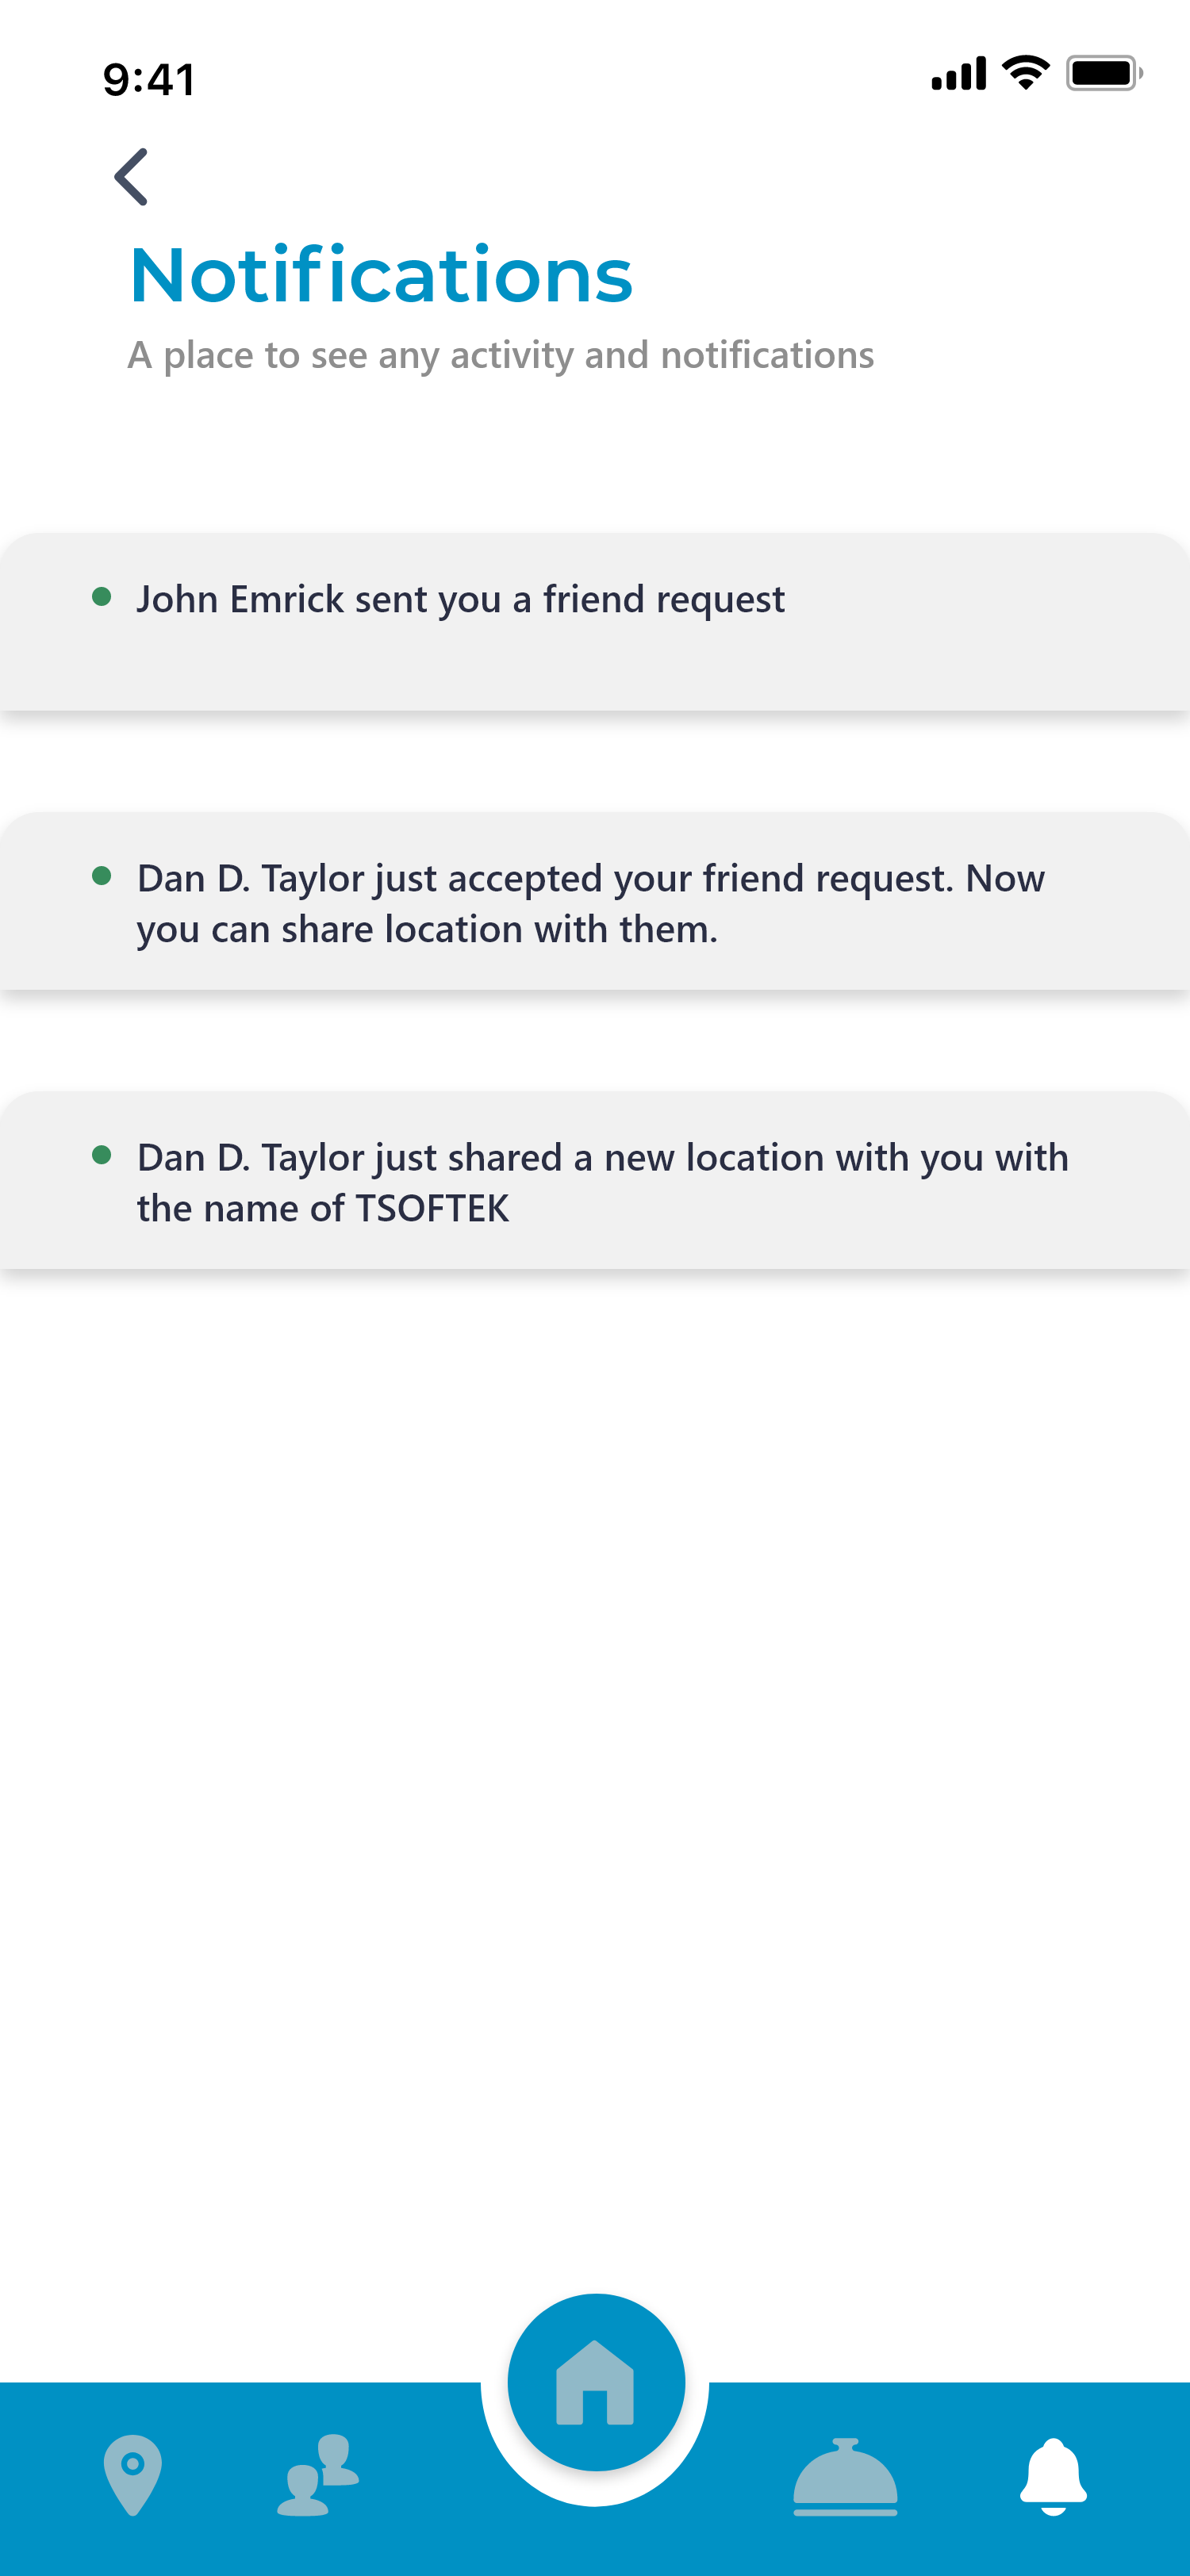 9:41
Notifications
A place to see any activity and notifications
John Emrick sent you a friend request
Dan D. Taylor just accepted your friend request. Now
you can share location with them.
Dan D. Taylor just shared a new location with you with
the name of TSOFTEK